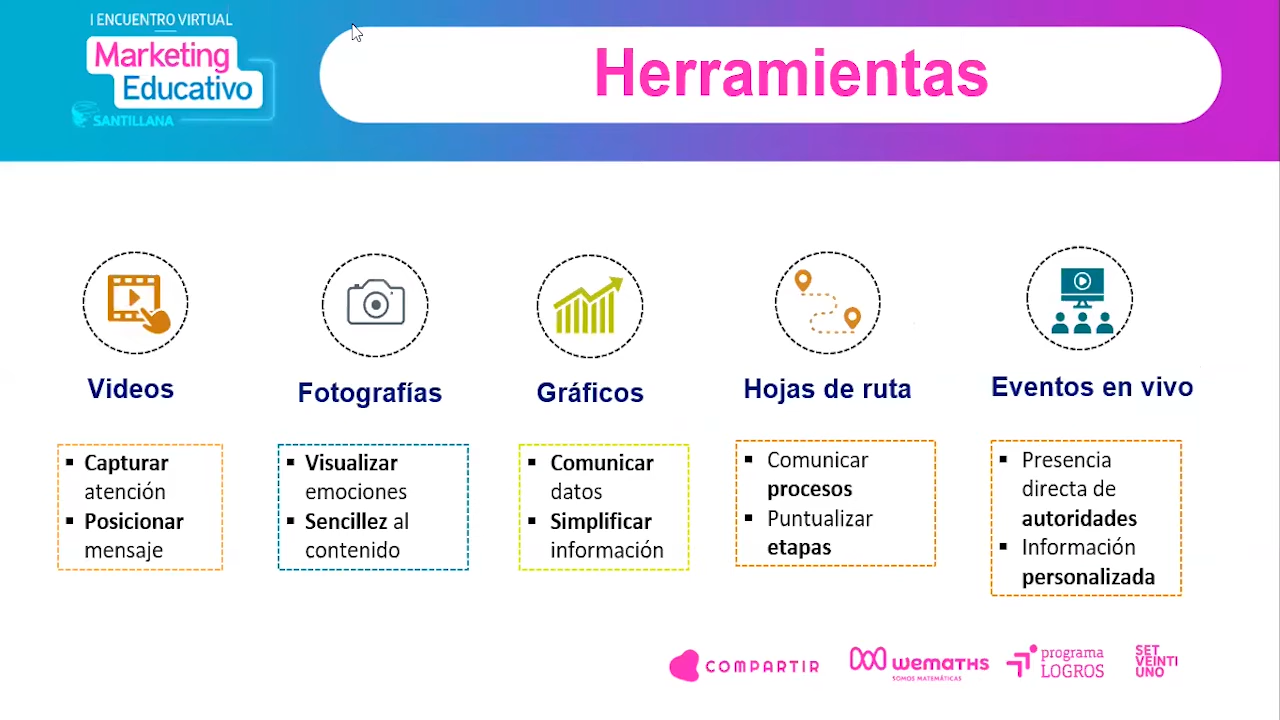 I ENCUENTRO VIRTUAL
Marketing
Educativo
SANTILLANA
Herramientas
Videos
▪ Capturar
atención
▪ Posicionar
mensaje
Fotografías
▪ Visualizar
emociones
▪ Sencillez al
contenido
Gráficos
▪ Comunicar
datos
▪ Simplificar
información
Hojas de ruta
▪ Comunicar
procesos
▪ Puntualizar
etapas
Eventos en vivo
▪ Presencia
directa de
autoridades
▪ Información
personalizada
COMPARTIR
wemaths
SOMOS MATEMÁTICAS
programa
LOGROS
SET
VEINTI
UNO